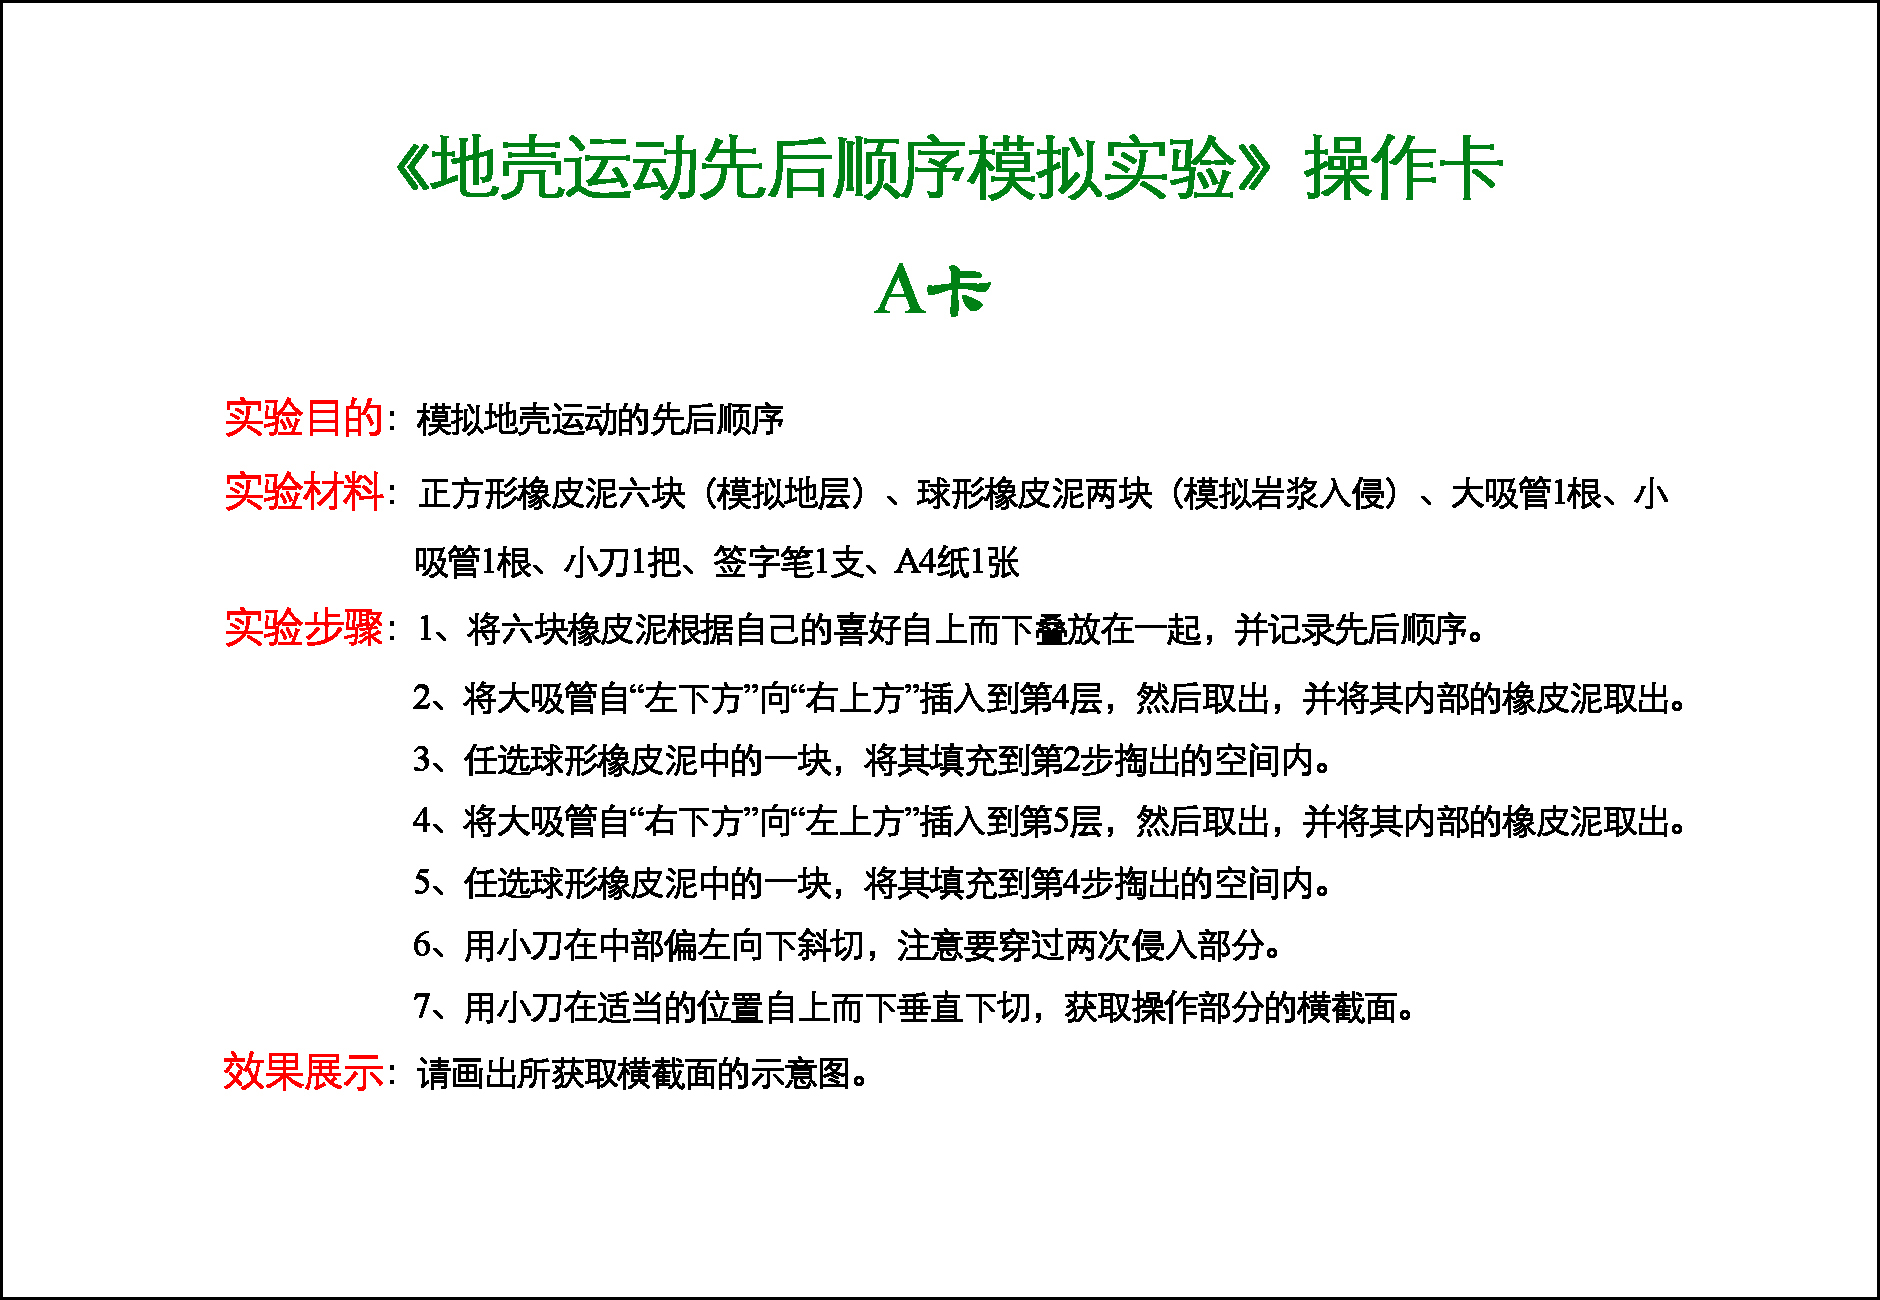 《地壳运动先后顺序模拟实验》操作卡
A卡
实验目的：模拟地壳运动的先后顺序
实验材料：正方形橡皮泥六块（模拟地层）、球形橡皮泥两块（模拟岩浆入侵）、大吸管1根、小
吸管1根、小刀1把、签字笔1支、A4纸1张
实验步骤：1、将六块橡皮泥根据自己的喜好自上而下叠放在一起，并记录先后顺序。
2、将大吸管自“左下方”向“右上方”插入到第4层，然后取出，并将其内部的橡皮泥取出。
3、任选球形橡皮泥中的一块，将其填充到第2步掏出的空间内。
4、将大吸管自“右下方”向“左上方”插入到第5层，然后取出，并将其内部的橡皮泥取出。
5、任选球形橡皮泥中的一块，将其填充到第4步掏出的空间内。
6、用小刀在中部偏左向下斜切，注意要穿过两次侵入部分。
7、用小刀在适当的位置自上而下垂直下切，获取操作部分的横截面。
效果展示：请画出所获取横截面的示意图。